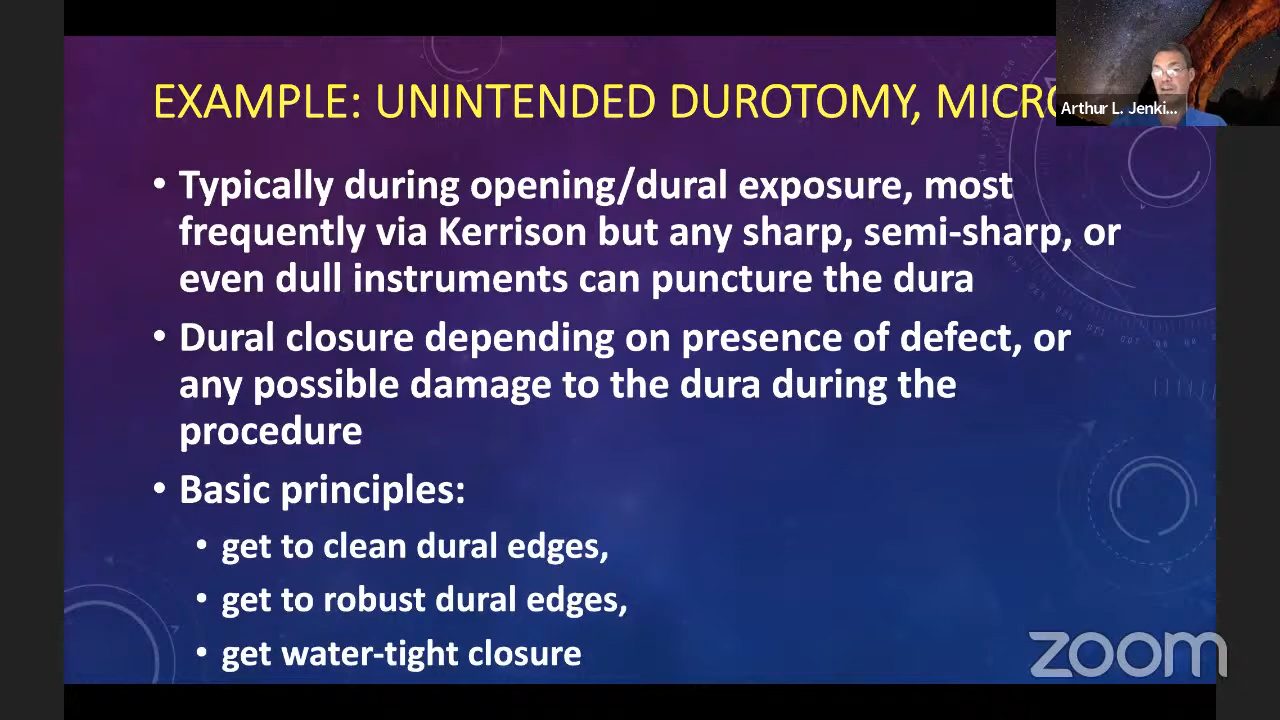 EXAMPLE: UNINTENDED DUROTOMY, MICRO
Arthur L. Jenki...
• Typically during opening/dural exposure, most
frequently via Kerrison but any sharp, semi-sharp, or
even dull instruments can puncture the dura
• Dural closure depending on presence of defect, or
any possible damage to the dura during the
procedure
• Basic principles:
• get to clean dural edges,
• get to robust dural edges,
• get water-tight closure
zoom